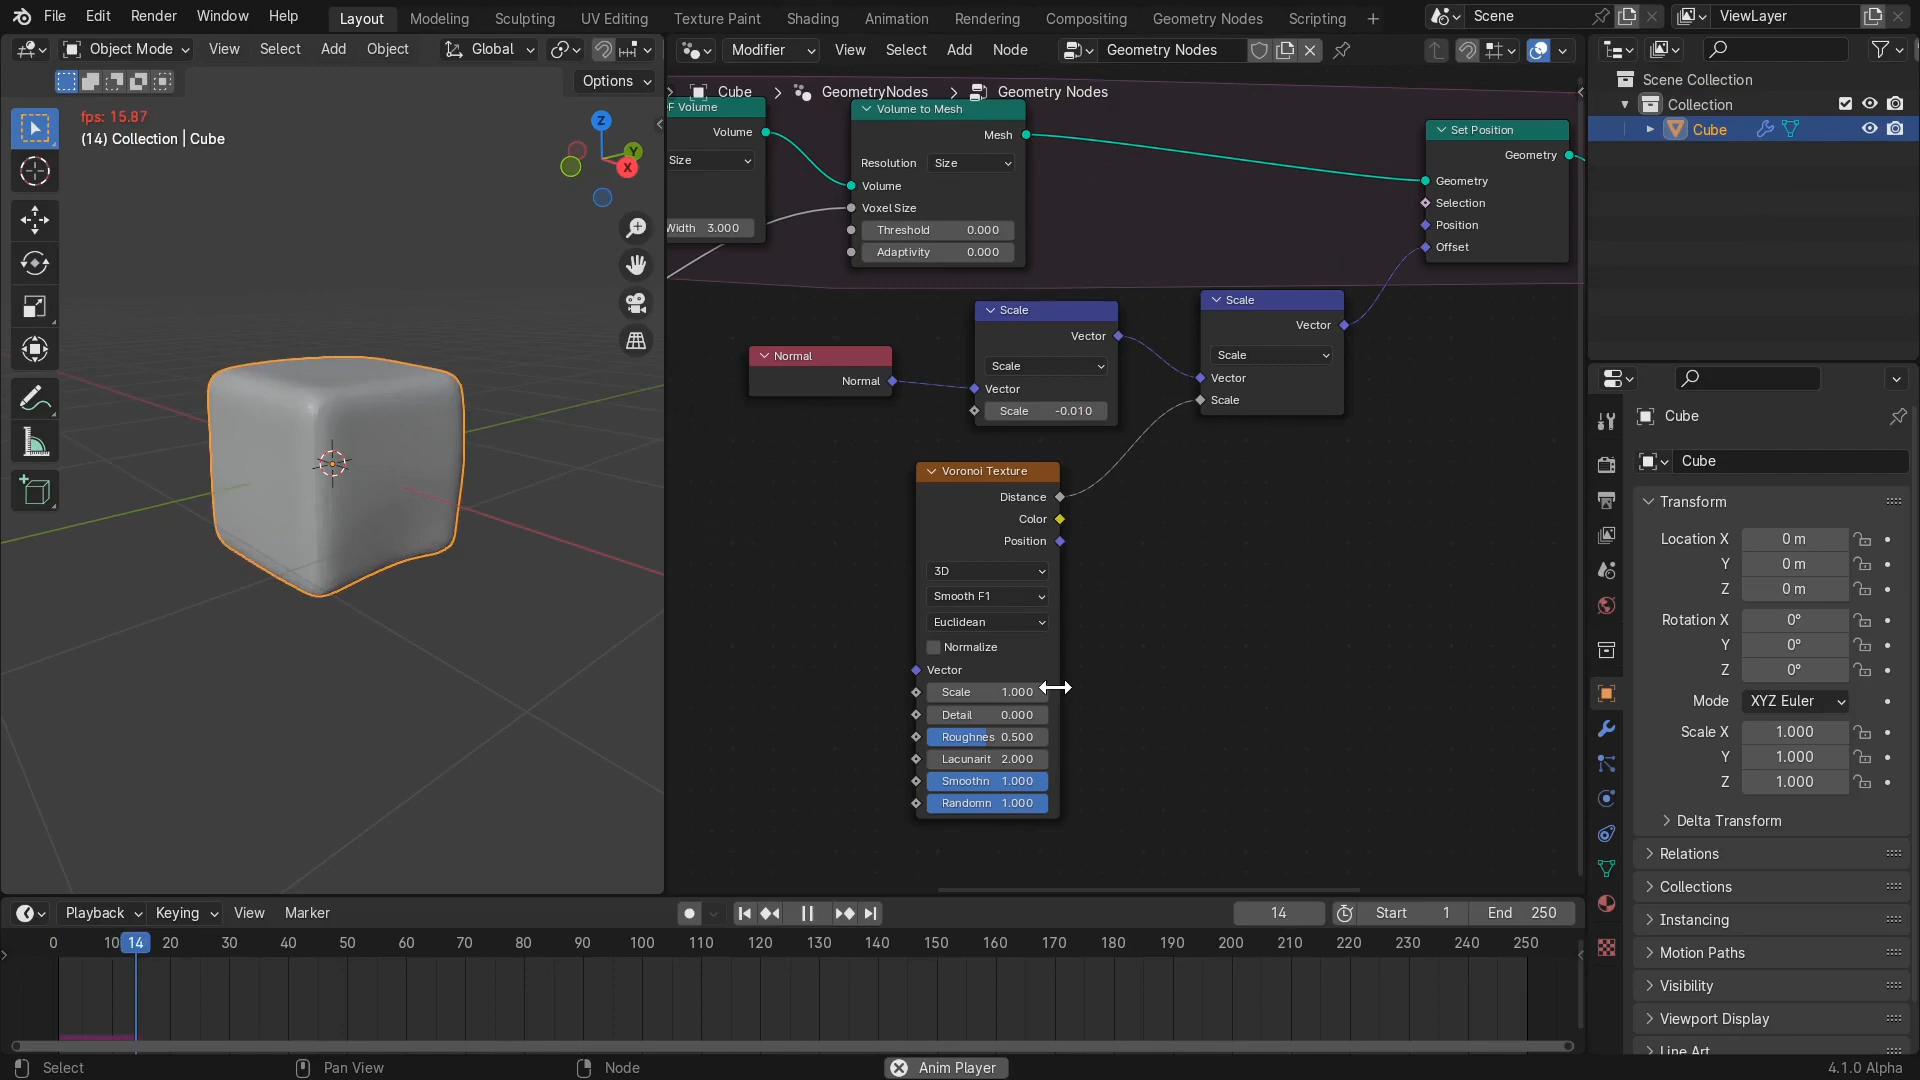 File Edit Render Window Help Layout Modeling Sculpting UV Editing Texture Paint Shading Animation Rendering Compositing Geometry Nodes Scripting + Scene ViewLayer
Object Mode View Select Add Object Global
Modifier View Select Add Node Geometry Nodes
Options
fps: 15.87
(14) Collection | Cube
Z
Y
X
Cube > GeometryNodes > Geometry Nodes
F Volume
Volume
Size
Width 3.000
Volume to Mesh
Mesh
Resolution Size
Volume
Voxel Size
Threshold 0.000
Adaptivity 0.000
Set Position
Geometry
Geometry
Selection
Position
Offset
Normal
Normal
Scale
Vector
Scale
Vector
Scale -0.010
Scale
Vector
Scale
Vector
Scale
Voronoi Texture
Distance
Color
Position
3D
Smooth F1
Euclidean
Normalize
Vector
Scale 1.000
Detail 0.000
Roughnes 0.500
Lacunarit 2.000
Smoothn 1.000
Randomn 1.000
Scene Collection
Collection
Cube
Cube
Cube
Transform
Location X 0 m
Y 0 m
Z 0 m
Rotation X 0°
Y 0°
Z 0°
Mode XYZ Euler
Scale X 1.000
Y 1.000
Z 1.000
Delta Transform
Relations
Collections
Instancing
Motion Paths
Visibility
Viewport Display
Line Art
Playback Keying View Marker 14 Start 1 End 250
0 10 14 20 30 40 50 60 70 80 90 100 110 120 130 140 150 160 170 180 190 200 210 220 230 240 250
Select Pan View Node Anim Player 4.1.0 Alpha